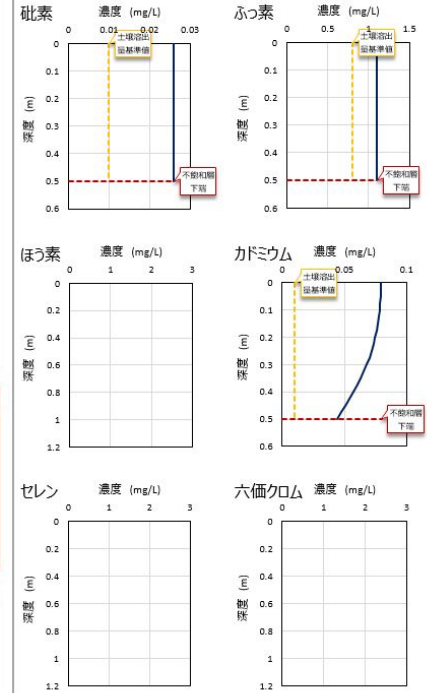 砒素 濃度 (mg/L)
0 0.01 0.02 0.03
土壌溶出
量基準値
0
0.1
0.2
0.3
0.4
0.5
0.6
深度 (m)
不飽和層
下端
ふっ素 濃度 (mg/L)
0 0.5 1 1.5
土壌溶出
量基準値
0
0.1
0.2
0.3
0.4
0.5
0.6
深度 (m)
不飽和層
下端
ほう素 濃度 (mg/L)
0 1 2 3
0
0.2
0.4
0.6
0.8
1
1.2
深度 (m)
カドミウム 濃度 (mg/L)
0 0.05 0.1
土壌溶出
量基準値
0
0.1
0.2
0.3
0.4
0.5
0.6
深度 (m)
不飽和層
下端
セレン 濃度 (mg/L)
0 1 2 3
0
0.2
0.4
0.6
0.8
1
1.2
深度 (m)
六価クロム 濃度 (mg/L)
0 1 2 3
0
0.2
0.4
0.6
0.8
1
1.2
深度 (m)